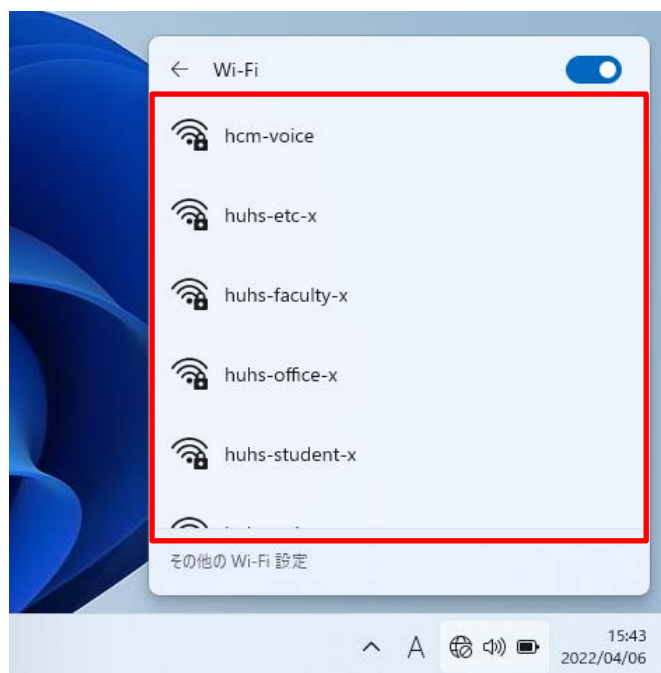 ← Wi-Fi
hcm-voice
huhs-etc-x
huhs-faculty-x
huhs-office-x
huhs-student-x
その他の Wi-Fi 設定
A
15:43
2022/04/06